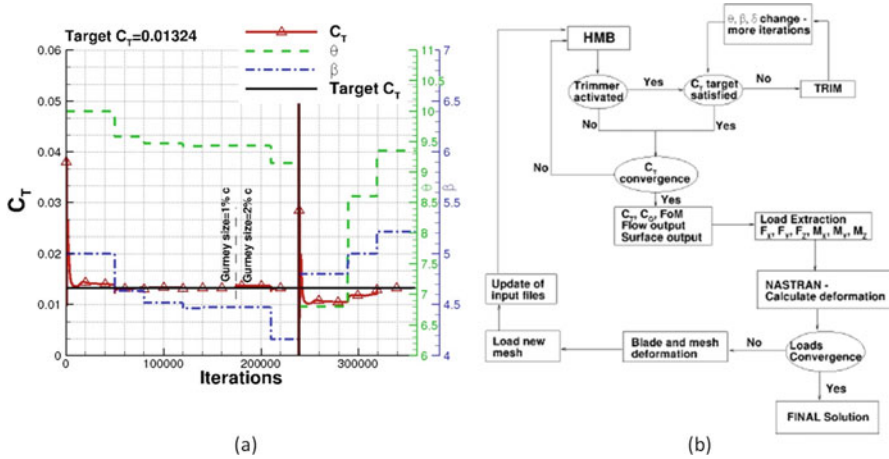 Target C_T=0.01324
C_T
θ
β
Target C_T
0.06
0.05
0.04
0.03
0.02
0.01
0
C_T
Gurney size=1% c
Gurney size=2% c
0
100000
200000
300000
Iterations
11
10.5
10
9.5
9
8.5
8
7.5
7
6.5
6
θ
7
6.5
6
5.5
5
4.5
4
β
(a)
HMB
θ, β, δ change -
more iterations
Trimmer
activated
Yes
C_T target
satisfied
No
TRIM
No
Yes
No
C_T
convergence
Yes
C_T, C_Q, FoM
Flow output
Surface output
Load Extraction
F_X, F_Y, F_Z, M_X, M_Y, M_Z
Update of
input files
NASTRAN -
Calculate deformation
Load new
mesh
Blade and mesh
deformation
No
Loads
Convergence
Yes
FINAL Solution
(b)